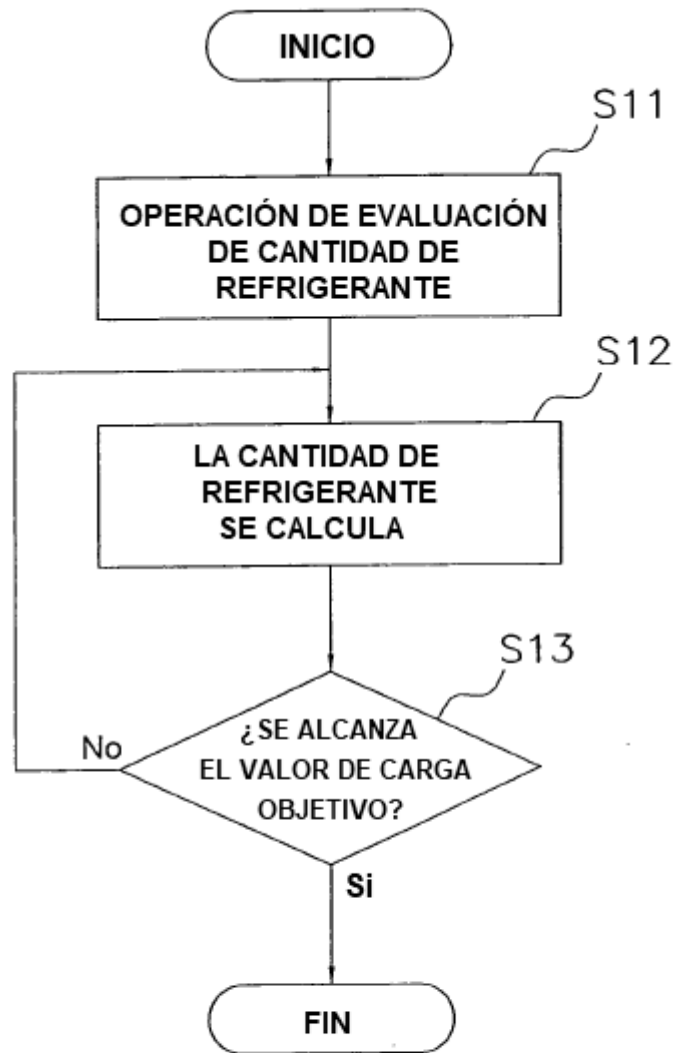 INICIO
S11
OPERACIÓN DE EVALUACIÓN
DE CANTIDAD DE
REFRIGERANTE
S12
LA CANTIDAD DE
REFRIGERANTE
SE CALCULA
S13
¿SE ALCANZA
EL VALOR DE CARGA
OBJETIVO?
No
Si
FIN